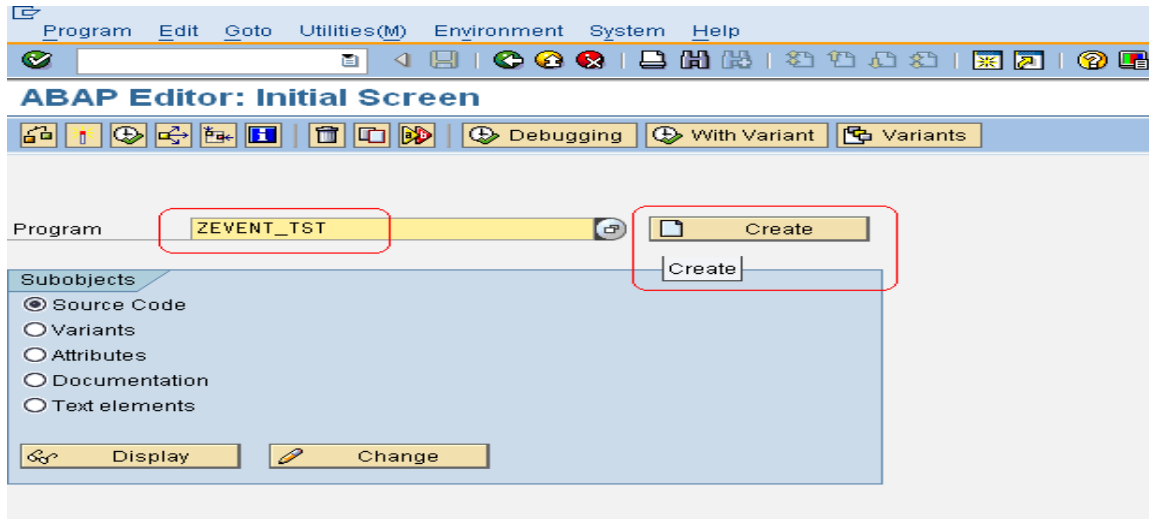 Program Edit Goto Utilities(M) Environment System Help
ABAP Editor: Initial Screen
Debugging With Variant Variants
Program ZEVENT_TST Create
Create
Subobjects
Source Code
Variants
Attributes
Documentation
Text elements
Display Change